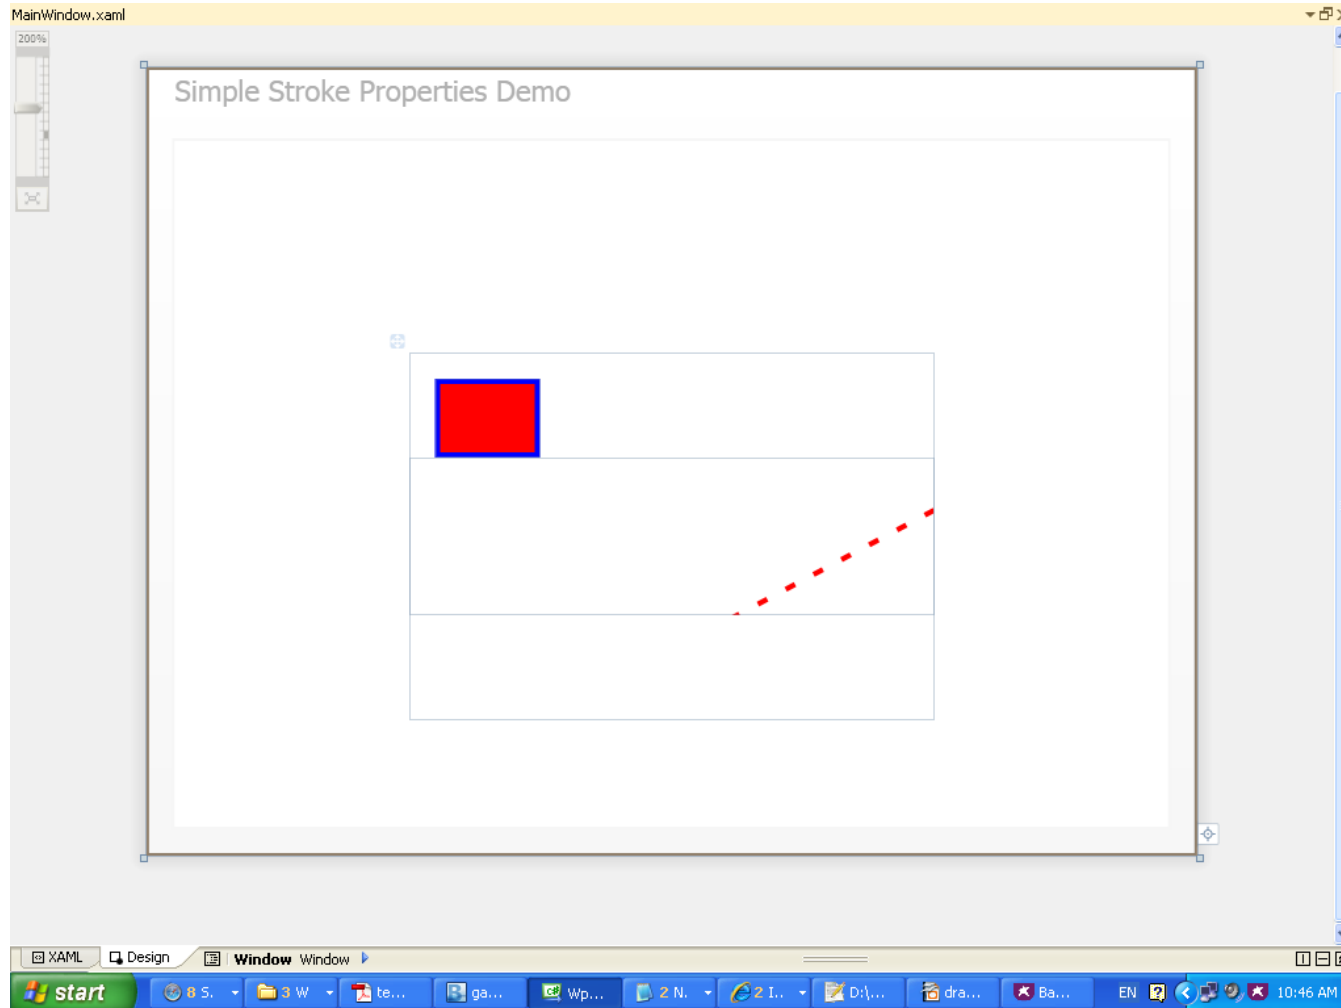 MainWindow.xaml
200%
Simple Stroke Properties Demo
XAML Design Window Window
start 8 S. 3 W te... ga... Wp... 2 N. 2 I.. D:\... dra... Ba... EN 10:46 AM